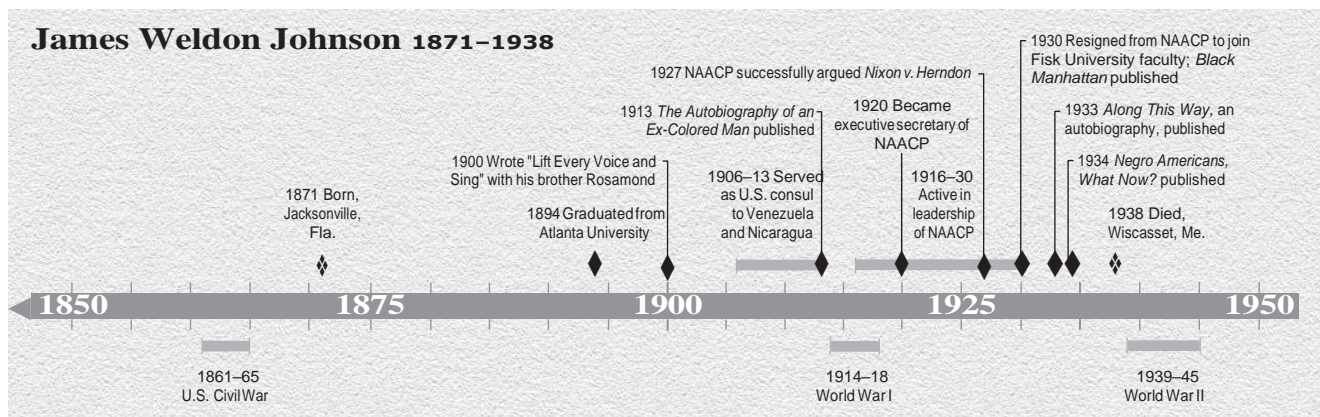 James Weldon Johnson 1871–1938
1871 Born,
Jacksonville,
Fla.
1894 Graduated from
Atlanta University
1900 Wrote "Lift Every Voice and
Sing" with his brother Rosamond
1906–13 Served
as U.S. consul
to Venezuela
and Nicaragua
1913 The Autobiography of an
Ex-Colored Man published
1916–30
Active in
leadership
of NAACP
1920 Became
executive secretary of
NAACP
1927 NAACP successfully argued Nixon v. Herndon
1930 Resigned from NAACP to join
Fisk University faculty; Black
Manhattan published
1933 Along This Way, an
autobiography, published
1934 Negro Americans,
What Now? published
1938 Died,
Wiscasset, Me.
1850 1875 1900 1925 1950
1861–65
U.S. Civil War
1914–18
World War I
1939–45
World War II